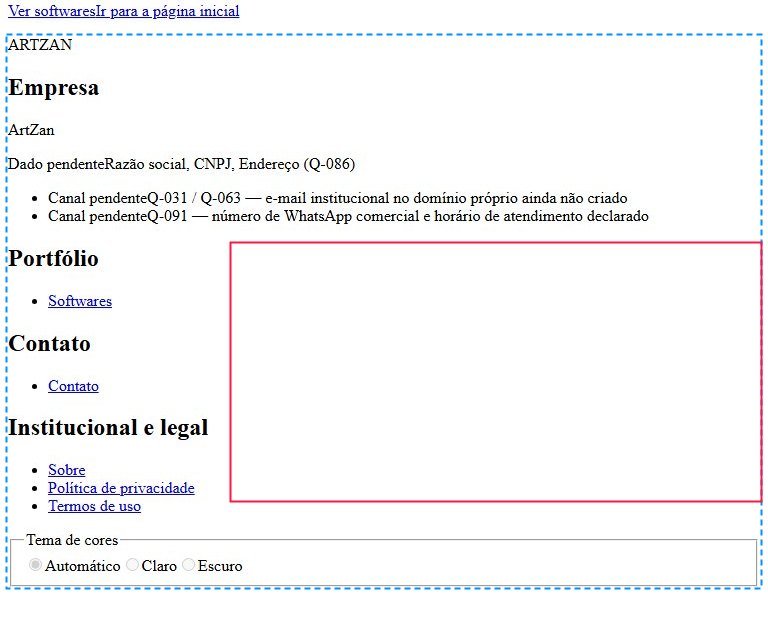 Ver softwaresIr para a página inicial
ARTZAN
Empresa
ArtZan
Dado pendenteRazão social, CNPJ, Endereço (Q-086)
Canal pendenteQ-031 / Q-063 — e-mail institucional no domínio próprio ainda não criado
Canal pendenteQ-091 — número de WhatsApp comercial e horário de atendimento declarado
Portfólio
Softwares
Contato
Contato
Institucional e legal
Sobre
Política de privacidade
Termos de uso
Tema de cores
Automático Claro Escuro